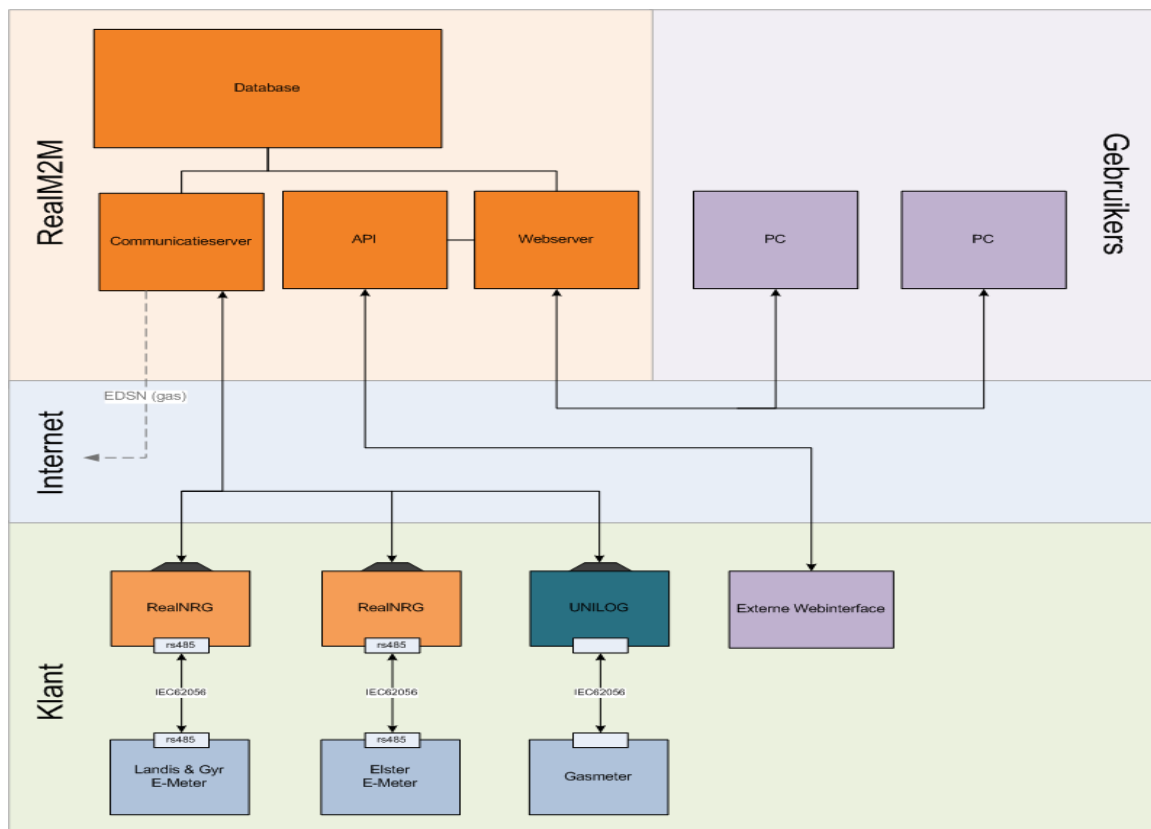 RealM2M
Database
Communicatieserver
API
Webserver
Gebruikers
PC
PC
Internet
EDSN (gas)
Klant
RealNRG
rs485
IEC62056
rs485
Landis & Gyr
E-Meter
RealNRG
rs485
IEC62056
rs485
Elster
E-Meter
UNILOG
IEC62056
Gasmeter
Externe Webinterface